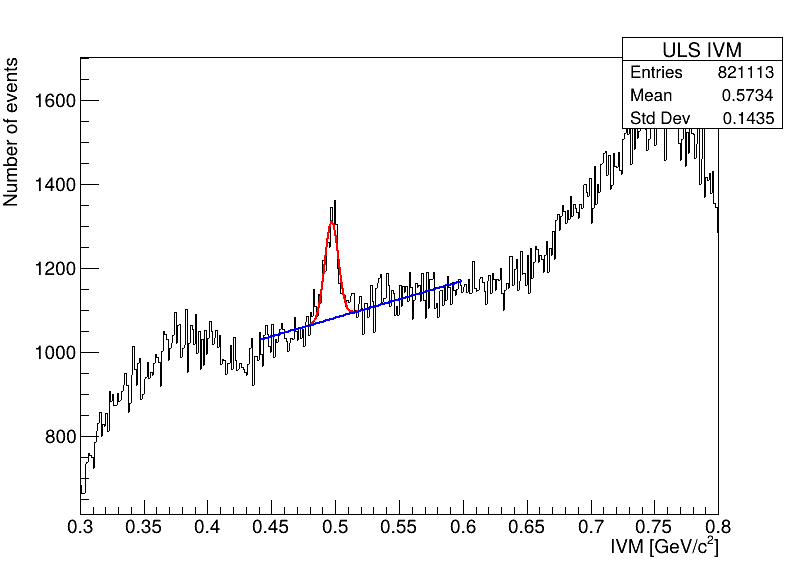 ULS IVM
Entries 821113
Mean 0.5734
Std Dev 0.1435
Number of events
1600
1400
1200
1000
800
0.3 0.35 0.4 0.45 0.5 0.55 0.6 0.65 0.7 0.75 0.8
IVM [GeV/c²]